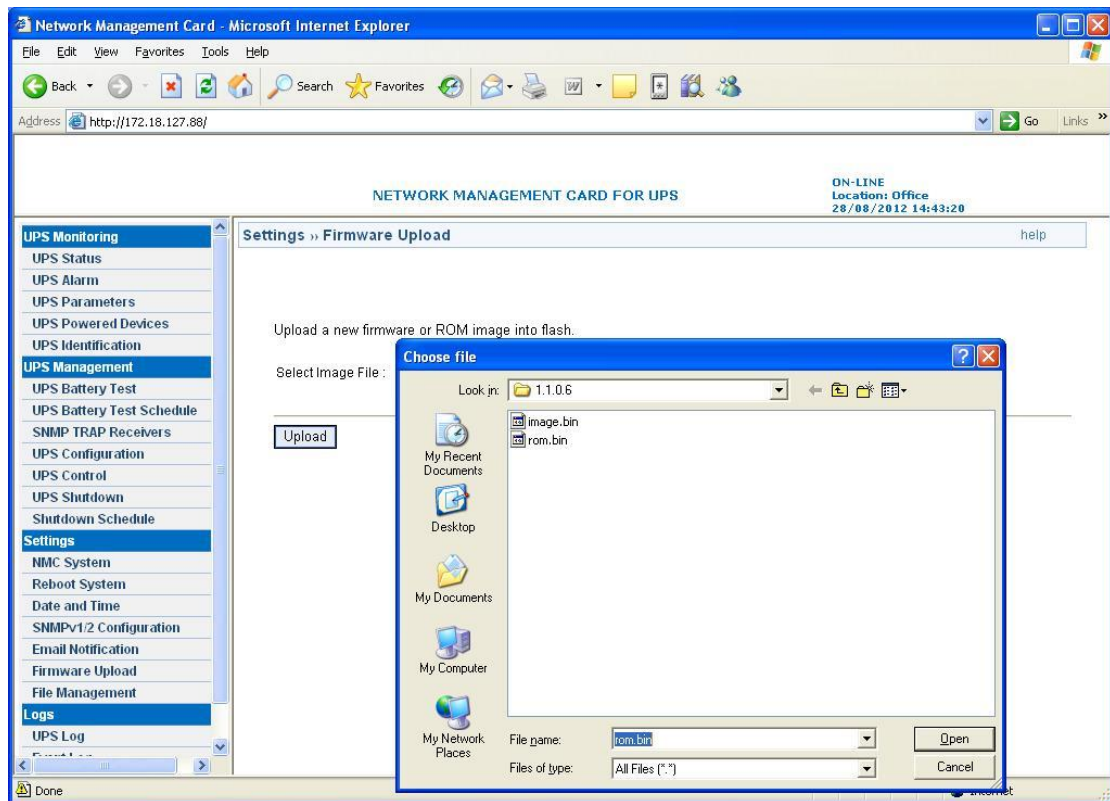 Network Management Card - Microsoft Internet Explorer
File Edit View Favorites Tools Help
Back Search Favorites
Address http://172.18.127.88/ Go Links »
NETWORK MANAGEMENT CARD FOR UPS
ON-LINE
Location: Office
28/08/2012 14:43:20
UPS Monitoring
UPS Status
UPS Alarm
UPS Parameters
UPS Powered Devices
UPS Identification
UPS Management
UPS Battery Test
UPS Battery Test Schedule
SNMP TRAP Receivers
UPS Configuration
UPS Control
UPS Shutdown
Shutdown Schedule
Settings
NMC System
Reboot System
Date and Time
SNMPv1/2 Configuration
Email Notification
Firmware Upload
File Management
Logs
UPS Log
Settings ›› Firmware Upload help
Upload a new firmware or ROM image into flash.
Select Image File :
Upload
Choose file
Look in: 1.1.0.6
My Recent
Documents
Desktop
My Documents
My Computer
My Network
Places
image.bin
rom.bin
File name: rom.bin Open
Files of type: All Files (*.*) Cancel
Done